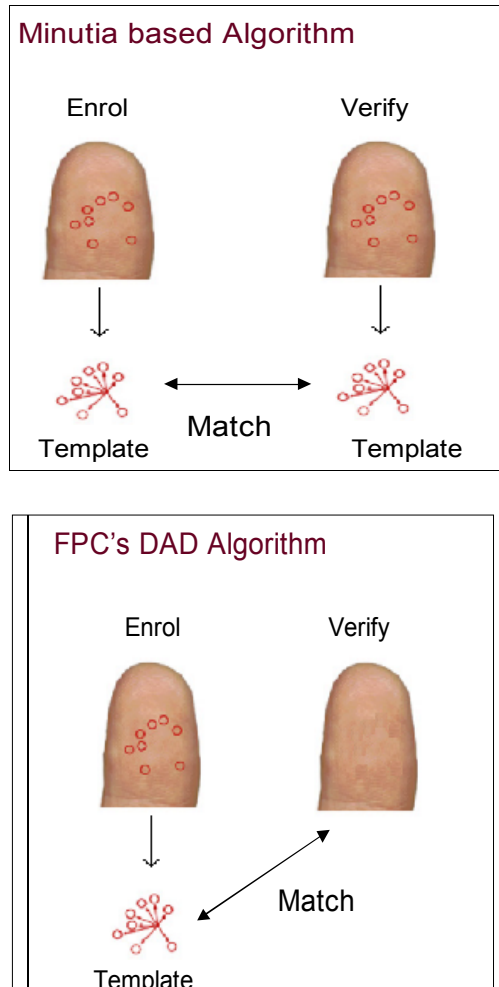 Minutia based Algorithm
Enrol Verify
Match
Template Template
FPC's DAD Algorithm
Enrol Verify
Match
Template